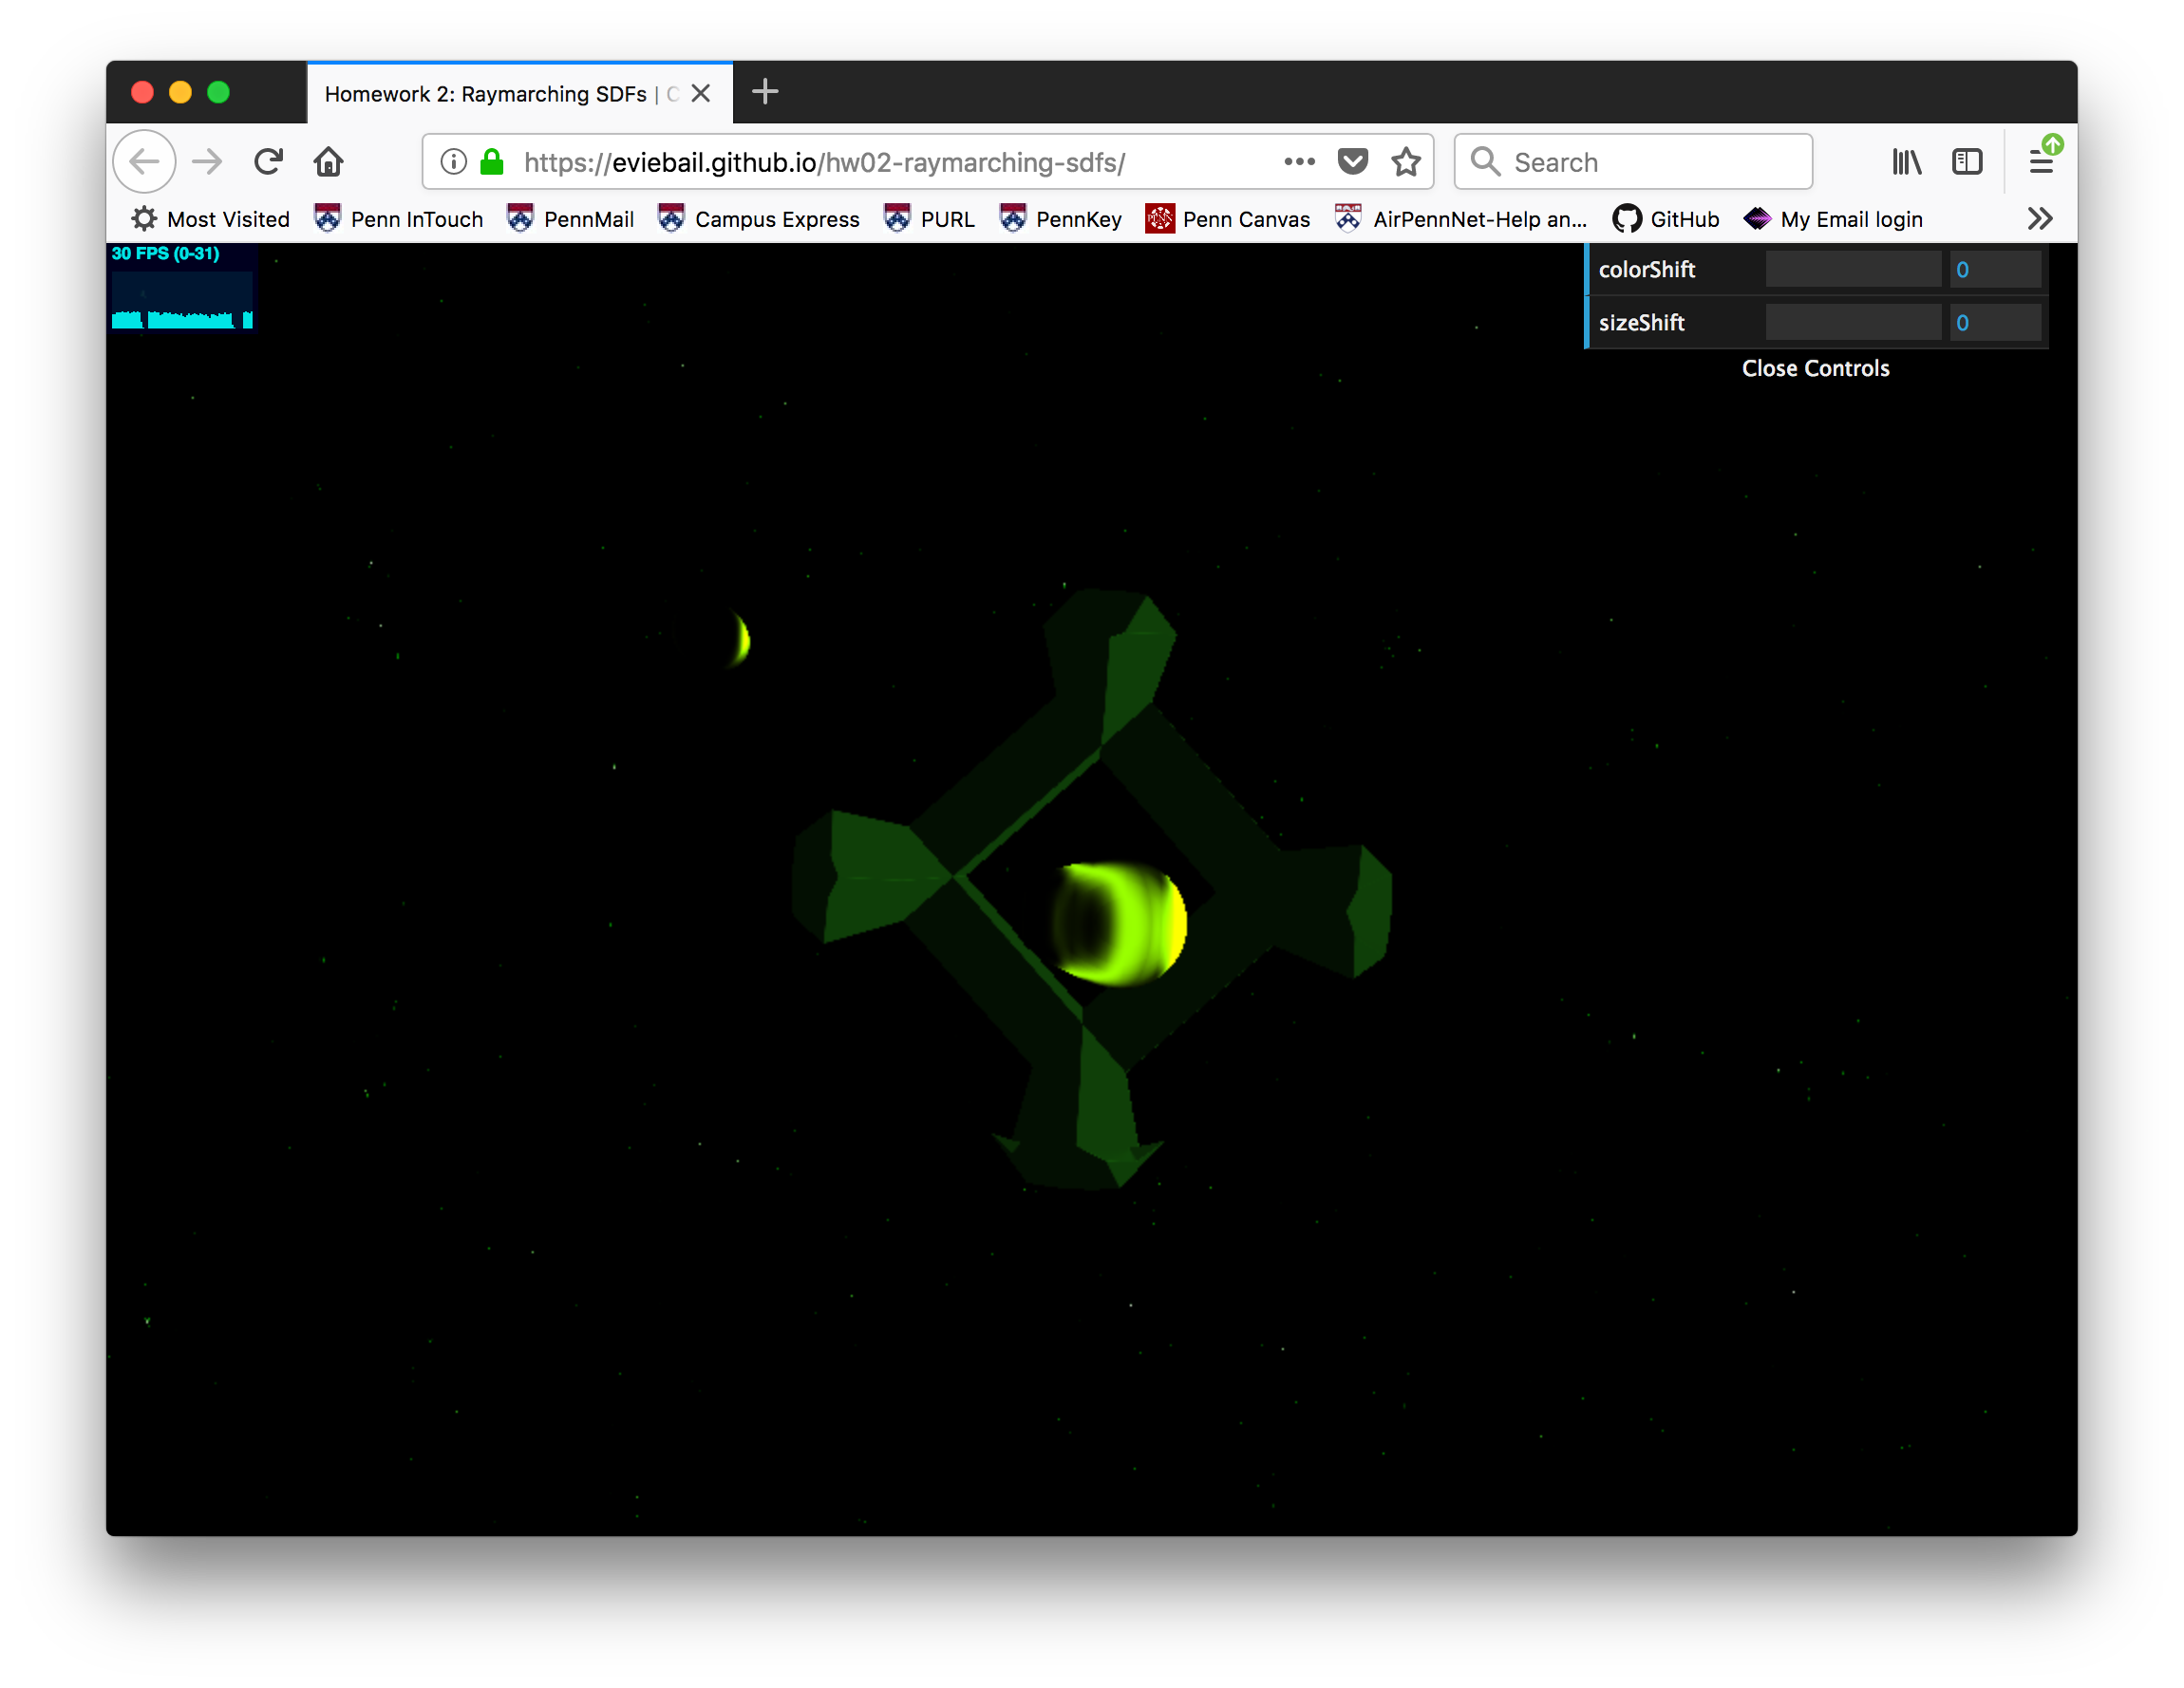 Homework 2: Raymarching SDFs | C
https://eviebail.github.io/hw02-raymarching-sdfs/
Search
Most Visited Penn InTouch PennMail Campus Express PURL PennKey Penn Canvas AirPennNet-Help an... GitHub My Email login
30 FPS (0-31)
colorShift 0
sizeShift 0
Close Controls